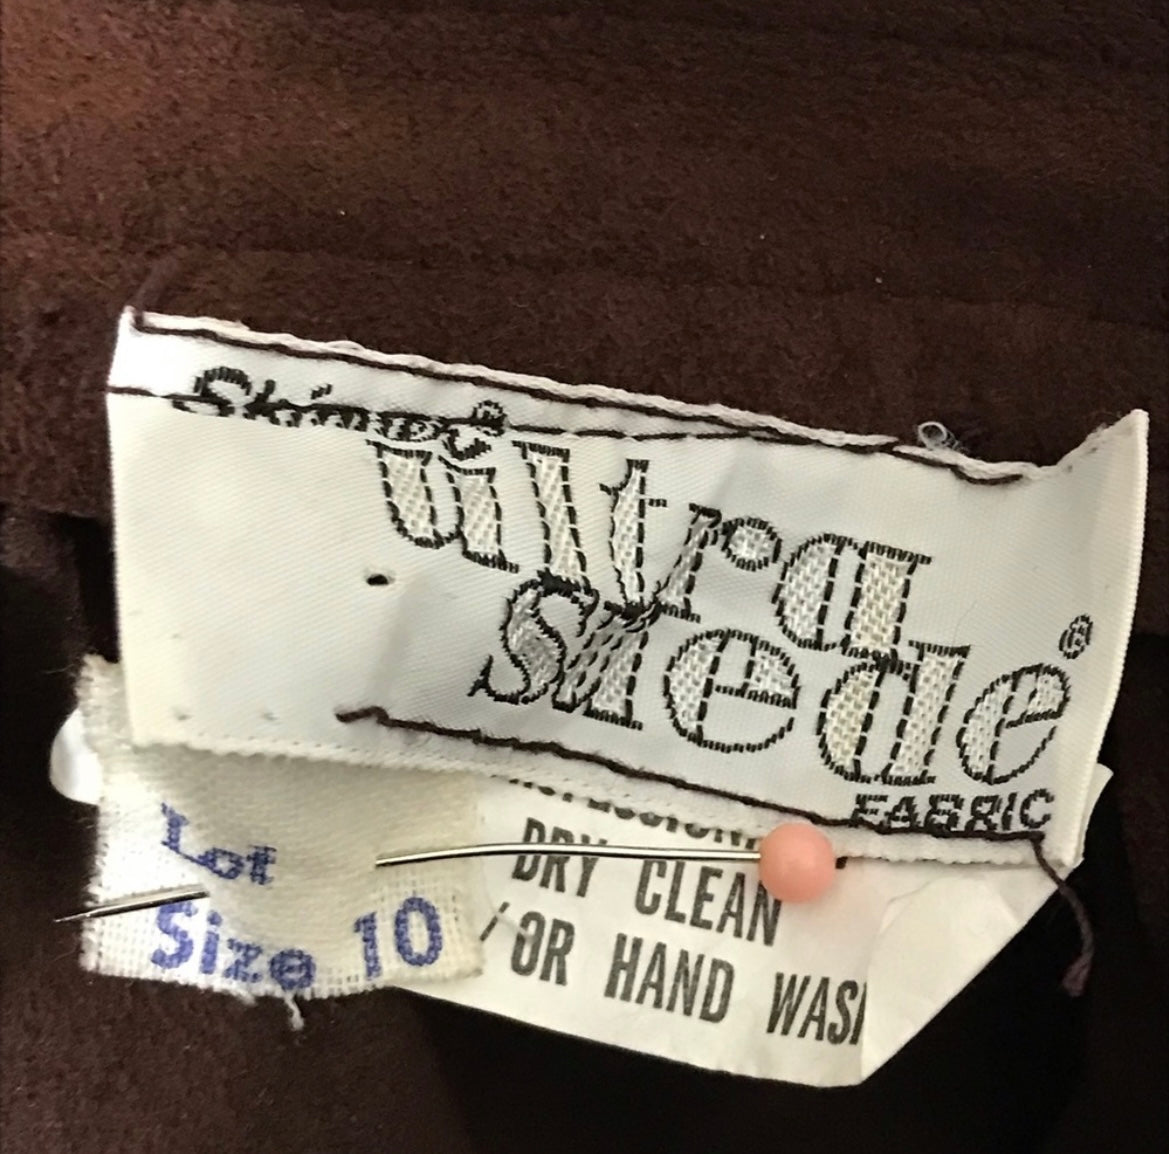 Skinner®
ultra
suede®
FABRIC
Lot
Size 10
DRY CLEAN
/OR HAND WASH